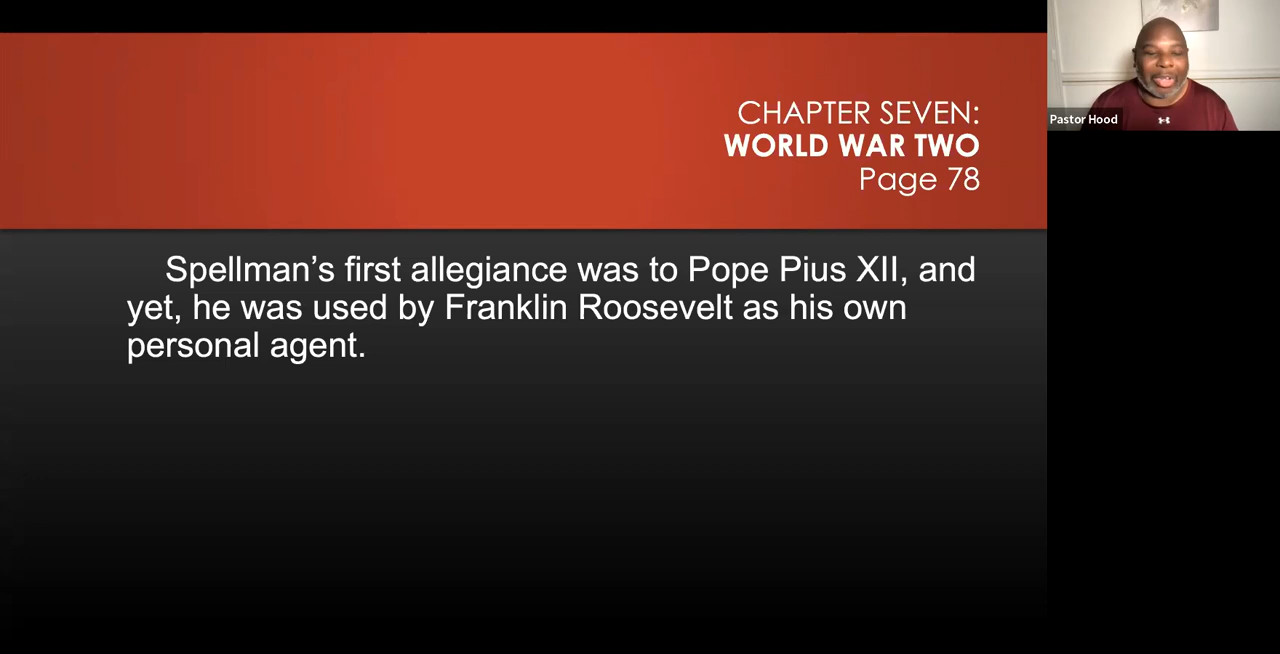 CHAPTER SEVEN:
WORLD WAR TWO
Page 78
Pastor Hood
Spellman’s first allegiance was to Pope Pius XII, and
yet, he was used by Franklin Roosevelt as his own
personal agent.